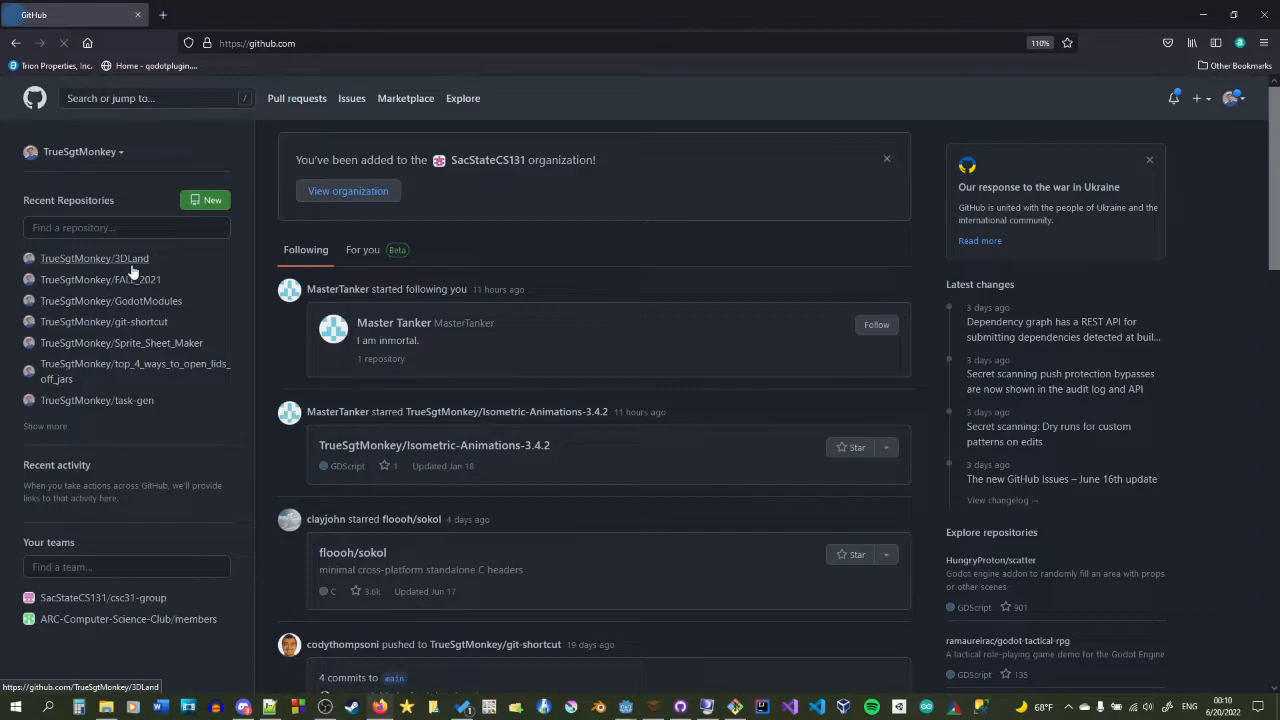 GitHub
https://github.com
110%
Trion Properties, Inc.
Home - qodotplugin....
Other Bookmarks
Search or jump to...
/
Pull requests
Issues
Marketplace
Explore
TrueSgtMonkey
Recent Repositories
New
Find a repository...
TrueSgtMonkey/3DLand
TrueSgtMonkey/FALL_2021
TrueSgtMonkey/GodotModules
TrueSgtMonkey/git-shortcut
TrueSgtMonkey/Sprite_Sheet_Maker
TrueSgtMonkey/top_4_ways_to_open_lids_
off_jars
TrueSgtMonkey/task-gen
Show more
Recent activity
When you take actions across GitHub, we'll provide
links to that activity here.
Your teams
Find a team...
SacStateCS131/csc31-group
ARC-Computer-Science-Club/members
https://github.com/TrueSgtMonkey/3DLand
You've been added to the SacStateCS131 organization!
View organization
Following
For you
Beta
MasterTanker started following you 11 hours ago
Master Tanker MasterTanker
Follow
I am inmortal.
1 repository
MasterTanker starred TrueSgtMonkey/Isometric-Animations-3.4.2 11 hours ago
TrueSgtMonkey/Isometric-Animations-3.4.2
Star
GDScript 1 Updated Jan 18
clayjohn starred floooh/sokol 4 days ago
floooh/sokol
Star
minimal cross-platform standalone C headers
C 3.6k Updated Jun 17
codythompsoni pushed to TrueSgtMonkey/git-shortcut 19 days ago
4 commits to main
Our response to the war in Ukraine
GitHub is united with the people of Ukraine and the
international community.
Read more
Latest changes
3 days ago
Dependency graph has a REST API for
submitting dependencies detected at buil...
3 days ago
Secret scanning push protection bypasses
are now shown in the audit log and API
3 days ago
Secret scanning: Dry runs for custom
patterns on edits
3 days ago
The new GitHub Issues – June 16th update
View changelog →
Explore repositories
HungryProton/scatter
Godot engine addon to randomly fill an area with props
or other scenes
GDScript 901
ramaureirac/godot-tactical-rpg
A tactical role-playing game demo for the Godot Engine
GDScript 135
68°F
00:10
6/20/2022